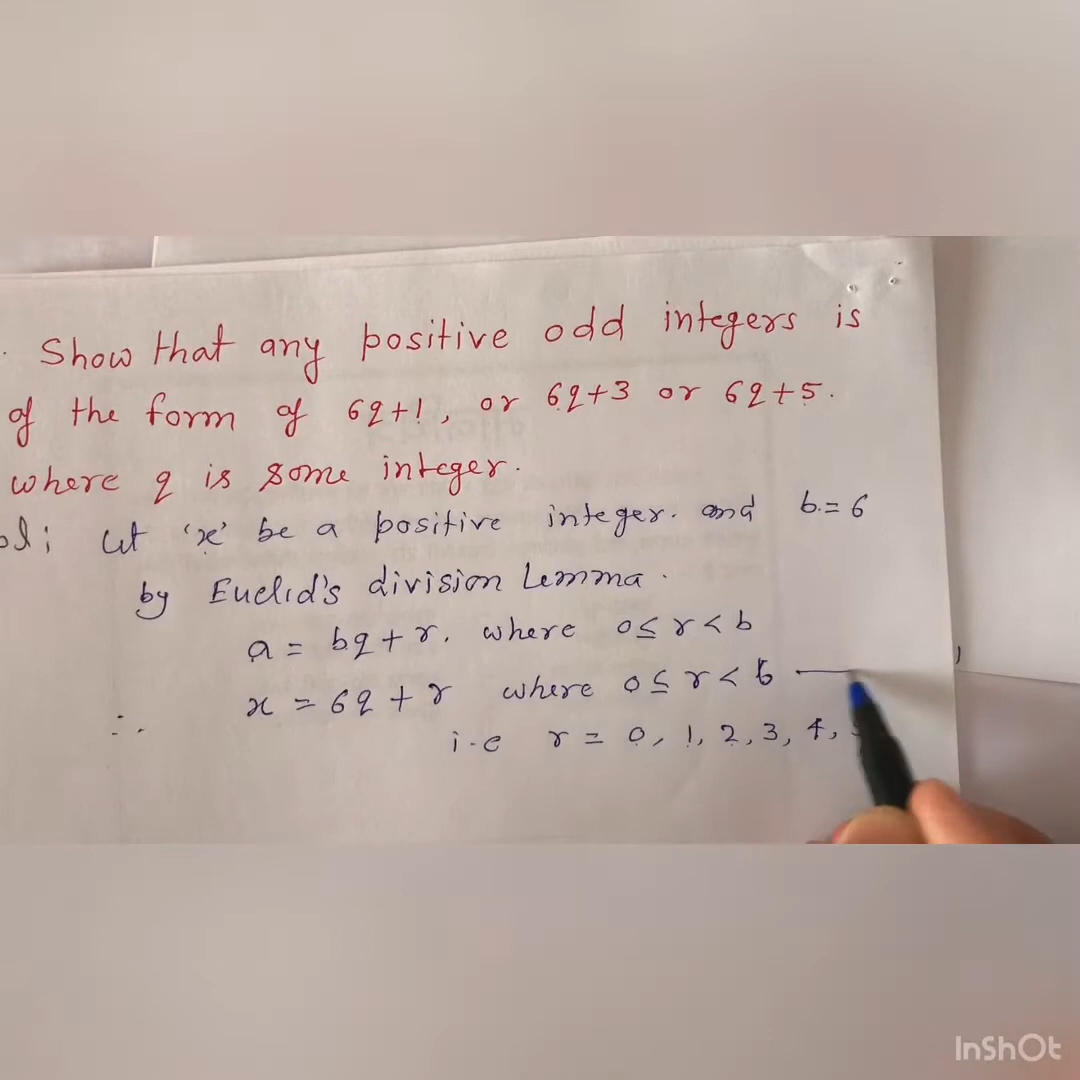 Show that any positive odd integers is
of the form of 6q+1, or 6q+3 or 6q+5.
where q is some integer.
Let 'x' be a positive integer. and b = 6
by Euclid's division Lemma.
a = bq + r. where 0 ≤ r < b
∴ x = 6q + r where 0 ≤ r < 6
i.e r = 0, 1, 2, 3, 4,
InShOt